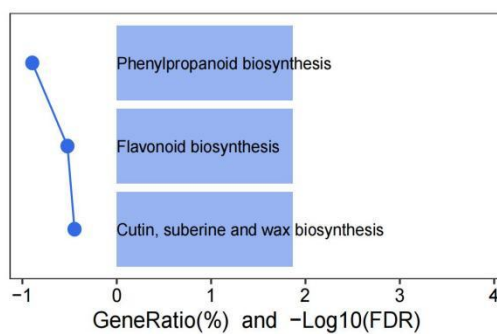 Phenylpropanoid biosynthesis
Flavonoid biosynthesis
Cutin, suberine and wax biosynthesis
−1 0 1 2 3 4
GeneRatio(%) and −Log10(FDR)